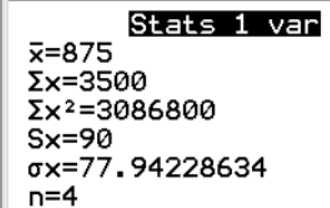 Stats 1 var
x̄=875
Σx=3500
Σx²=3086800
Sx=90
σx=77.94228634
n=4